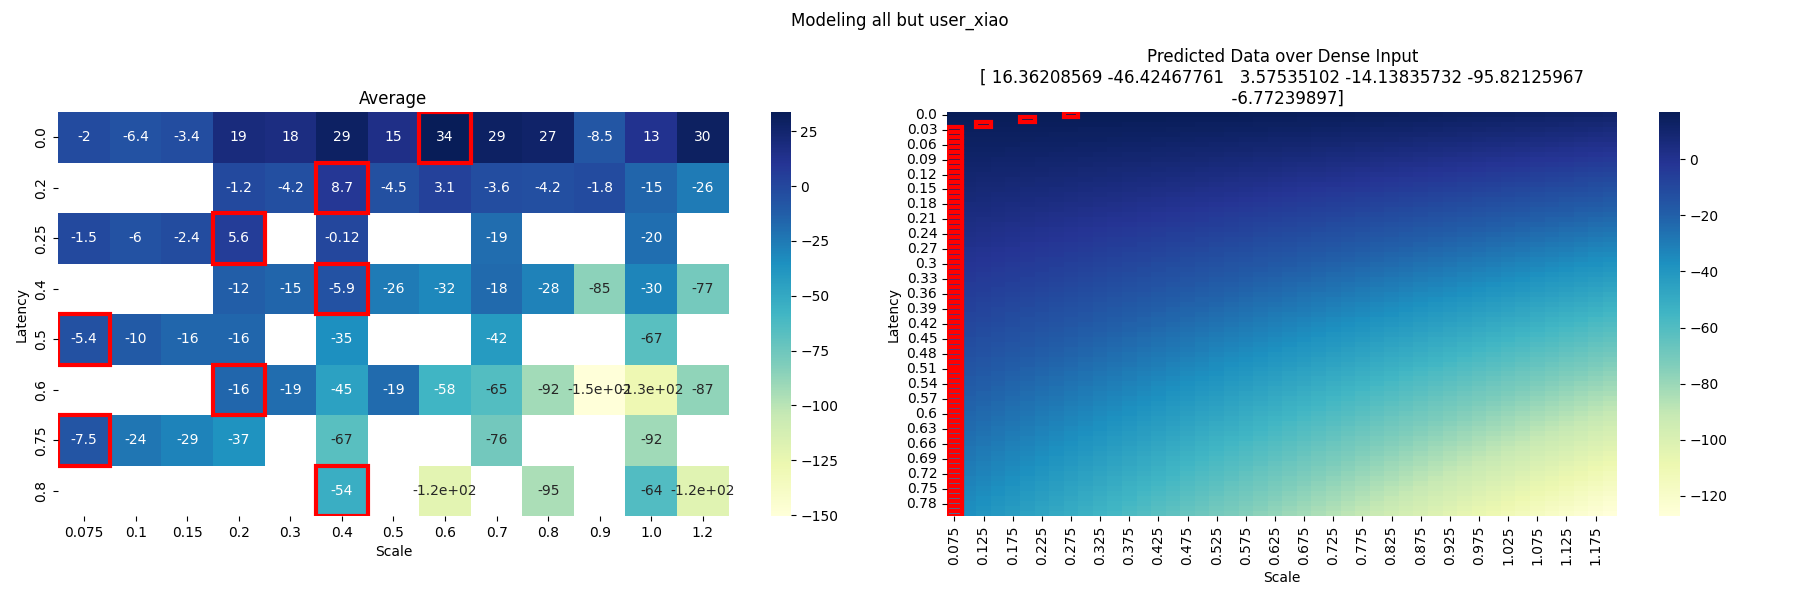 Modeling all but user_xiao
Average
0.0 -2 -6.4 -3.4 19 18 29 15 34 29 27 -8.5 13 30
0.2 -1.2 -4.2 8.7 -4.5 3.1 -3.6 -4.2 -1.8 -15 -26
0.25 -1.5 -6 -2.4 5.6 -0.12 -19 -20
0.4 -12 -15 -5.9 -26 -32 -18 -28 -85 -30 -77
0.5 -5.4 -10 -16 -16 -35 -42 -67
0.6 -16 -19 -45 -19 -58 -65 -92 -1.5e+02 -1.3e+02 -87
0.75 -7.5 -24 -29 -37 -67 -76 -92
0.8 -54 -1.2e+02 -95 -64 -1.2e+02
0.075 0.1 0.15 0.2 0.3 0.4 0.5 0.6 0.7 0.8 0.9 1.0 1.2
Scale
Latency
25
0
−25
−50
−75
−100
−125
−150
Predicted Data over Dense Input
[ 16.36208569 -46.42467761 3.57535102 -14.13835732 -95.82125967
-6.77239897]
0.0
0.03
0.06
0.09
0.12
0.15
0.18
0.21
0.24
0.27
0.3
0.33
0.36
0.39
0.42
0.45
0.48
0.51
0.54
0.57
0.6
0.63
0.66
0.69
0.72
0.75
0.78
0.075 0.125 0.175 0.225 0.275 0.325 0.375 0.425 0.475 0.525 0.575 0.625 0.675 0.725 0.775 0.825 0.875 0.925 0.975 1.025 1.075 1.125 1.175
Scale
Latency
0
−20
−40
−60
−80
−100
−120